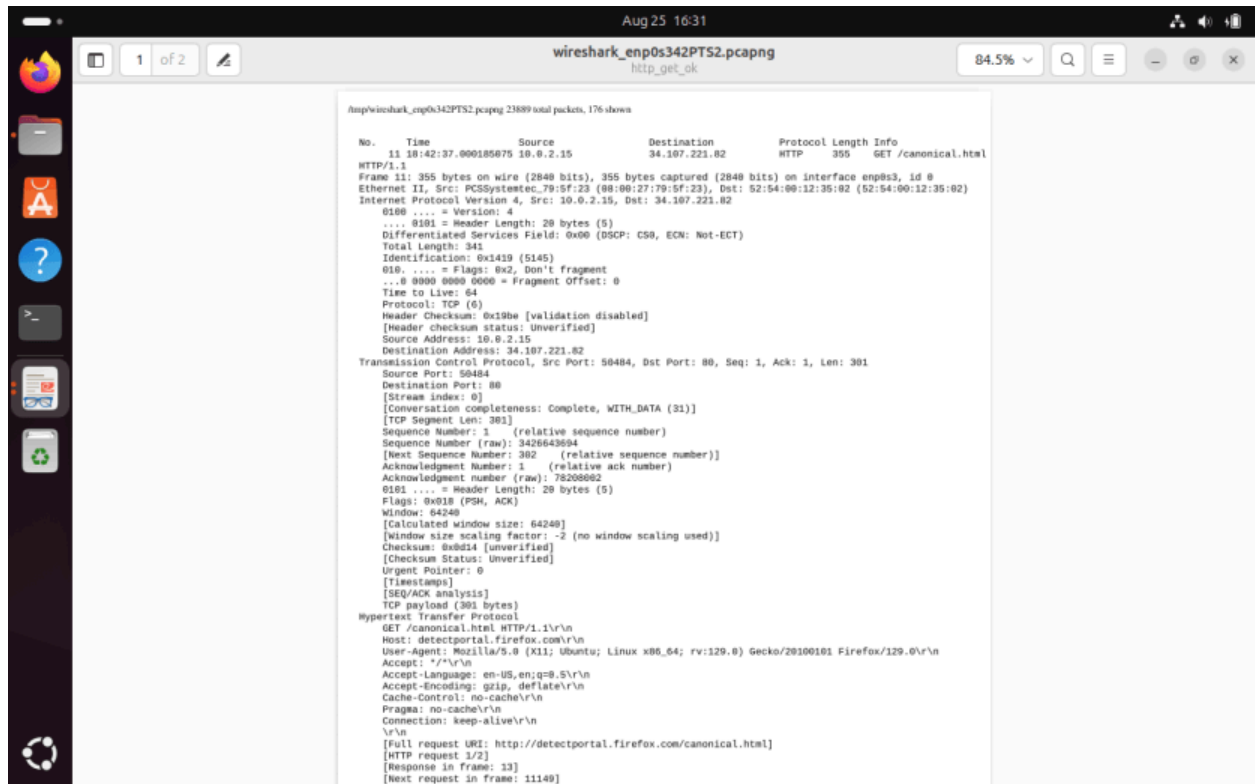 Aug 25 16:31
1 of 2
wireshark_enp0s342PTS2.pcapng
http_get_ok
84.5%
/tmp/wireshark_enp0s342PTS2.pcapng 23889 total packets, 176 shown
No. Time Source Destination Protocol Length Info
11 18:42:37.000185075 10.0.2.15 34.107.221.82 HTTP 355 GET /canonical.html
HTTP/1.1
Frame 11: 355 bytes on wire (2840 bits), 355 bytes captured (2840 bits) on interface enp0s3, id 0
Ethernet II, Src: PCSSystemtec_79:5f:23 (08:00:27:79:5f:23), Dst: 52:54:00:12:35:02 (52:54:00:12:35:02)
Internet Protocol Version 4, Src: 10.0.2.15, Dst: 34.107.221.82
0100 .... = Version: 4
.... 0101 = Header Length: 20 bytes (5)
Differentiated Services Field: 0x00 (DSCP: CS0, ECN: Not-ECT)
Total Length: 341
Identification: 0x1419 (5145)
010. .... = Flags: 0x2, Don't fragment
...0 0000 0000 0000 = Fragment Offset: 0
Time to Live: 64
Protocol: TCP (6)
Header Checksum: 0x19be [validation disabled]
[Header checksum status: Unverified]
Source Address: 10.0.2.15
Destination Address: 34.107.221.82
Transmission Control Protocol, Src Port: 50484, Dst Port: 80, Seq: 1, Ack: 1, Len: 301
Source Port: 50484
Destination Port: 80
[Stream index: 0]
[Conversation completeness: Complete, WITH_DATA (31)]
[TCP Segment Len: 301]
Sequence Number: 1 (relative sequence number)
Sequence Number (raw): 3426643694
[Next Sequence Number: 302 (relative sequence number)]
Acknowledgment Number: 1 (relative ack number)
Acknowledgment number (raw): 78208002
0101 .... = Header Length: 20 bytes (5)
Flags: 0x018 (PSH, ACK)
Window: 64240
[Calculated window size: 64240]
[Window size scaling factor: -2 (no window scaling used)]
Checksum: 0x0d14 [unverified]
[Checksum Status: Unverified]
Urgent Pointer: 0
[Timestamps]
[SEQ/ACK analysis]
TCP payload (301 bytes)
Hypertext Transfer Protocol
GET /canonical.html HTTP/1.1\r\n
Host: detectportal.firefox.com\r\n
User-Agent: Mozilla/5.0 (X11; Ubuntu; Linux x86_64; rv:129.0) Gecko/20100101 Firefox/129.0\r\n
Accept: */*\r\n
Accept-Language: en-US,en;q=0.5\r\n
Accept-Encoding: gzip, deflate\r\n
Cache-Control: no-cache\r\n
Pragma: no-cache\r\n
Connection: keep-alive\r\n
\r\n
[Full request URI: http://detectportal.firefox.com/canonical.html]
[HTTP request 1/2]
[Response in frame: 13]
[Next request in frame: 11149]